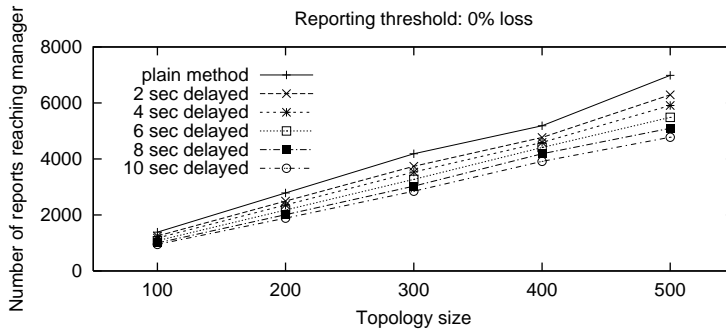 Reporting threshold: 0% loss
Number of reports reaching manager
8000
6000
4000
2000
0
plain method
2 sec delayed
4 sec delayed
6 sec delayed
8 sec delayed
10 sec delayed
100 200 300 400 500
Topology size